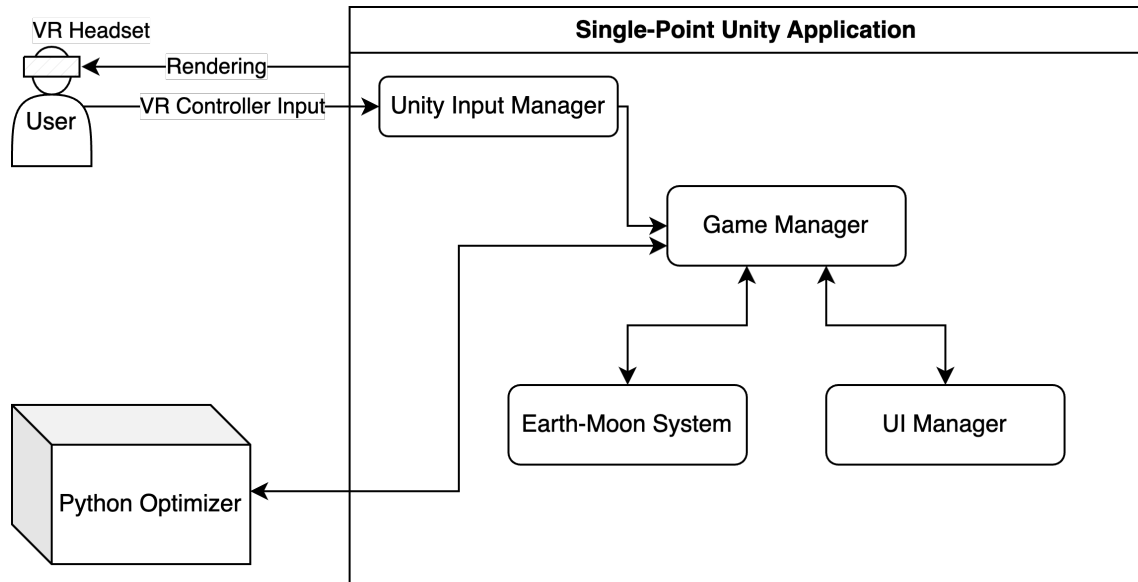 VR Headset
Single-Point Unity Application
Rendering
VR Controller Input
Unity Input Manager
User
Game Manager
Earth-Moon System
UI Manager
Python Optimizer